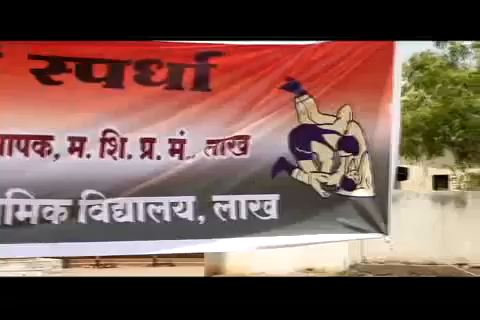 स्पर्धा
ापक, म. शि. प्र. मं., लाख
मिक विद्यालय, लाख